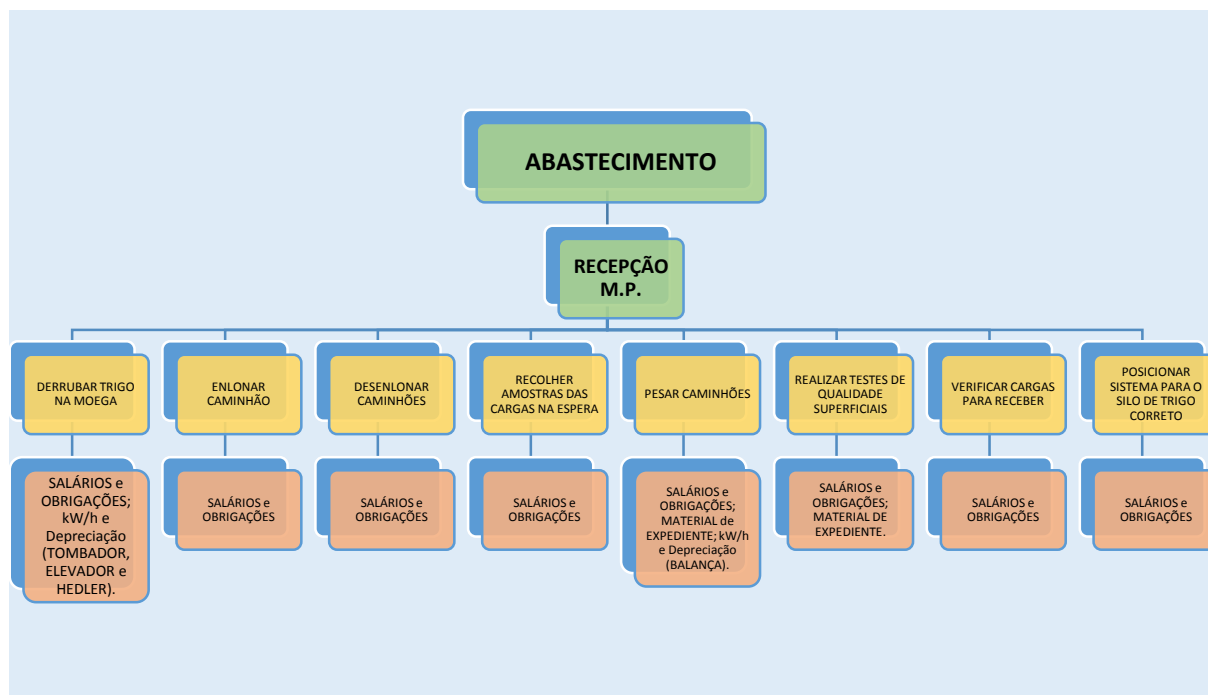 ABASTECIMENTO
RECEPÇÃO
M.P.
DERRUBAR TRIGO
NA MOEGA
ENLONAR
CAMINHÃO
DESENLONAR
CAMINHÕES
RECOLHER
AMOSTRAS DAS
CARGAS NA ESPERA
PESAR CAMINHÕES
REALIZAR TESTES DE
QUALIDADE
SUPERFICIAIS
VERIFICAR CARGAS
PARA RECEBER
POSICIONAR
SISTEMA PARA O
SILO DE TRIGO
CORRETO
SALÁRIOS e
OBRIGAÇÕES;
kW/h e
Depreciação
(TOMBADOR,
ELEVADOR e
HEDLER).
SALÁRIOS e
OBRIGAÇÕES
SALÁRIOS e
OBRIGAÇÕES
SALÁRIOS e
OBRIGAÇÕES
SALÁRIOS e
OBRIGAÇÕES;
MATERIAL de
EXPEDIENTE; kW/h
e Depreciação
(BALANÇA).
SALÁRIOS e
OBRIGAÇÕES;
MATERIAL DE
EXPEDIENTE.
SALÁRIOS e
OBRIGAÇÕES
SALÁRIOS e
OBRIGAÇÕES